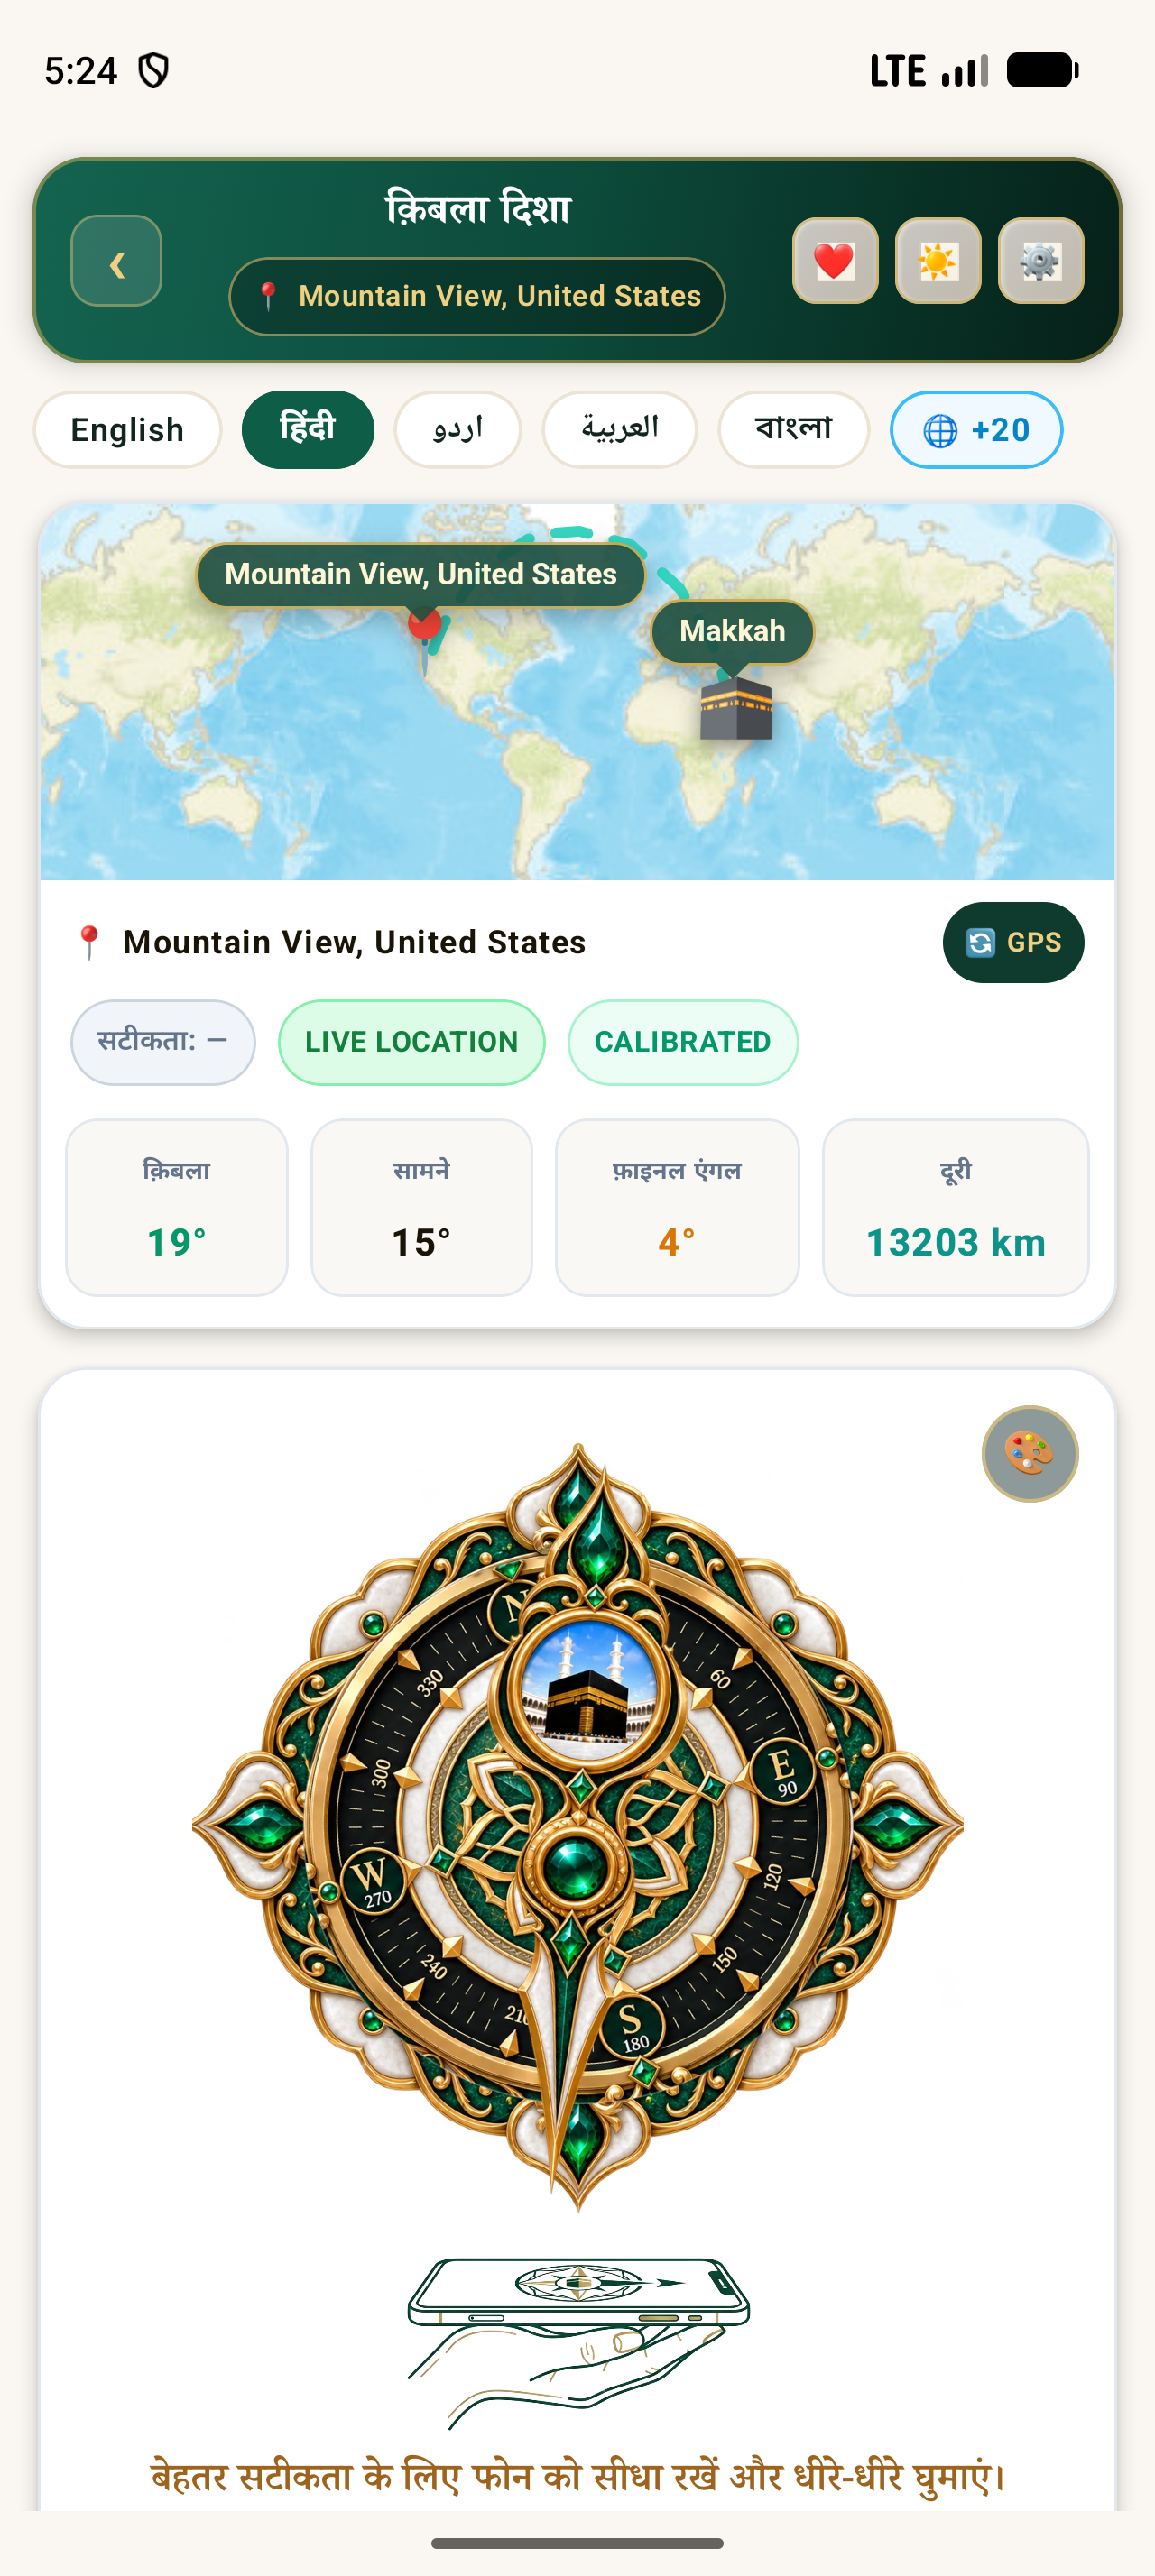 5:24
LTE
क़िबला दिशा
Mountain View, United States
English
हिंदी
اردو
العربية
বাংলা
+20
Mountain View, United States
Makkah
Mountain View, United States
GPS
सटीकता: —
LIVE LOCATION
CALIBRATED
क़िबला
सामने
फ़ाइनल एंगल
दूरी
19°
15°
4°
13203 km
N
330
60
300
E
90
W
270
120
240
150
210
S
180
बेहतर सटीकता के लिए फोन को सीधा रखें और धीरे-धीरे घुमाएं।